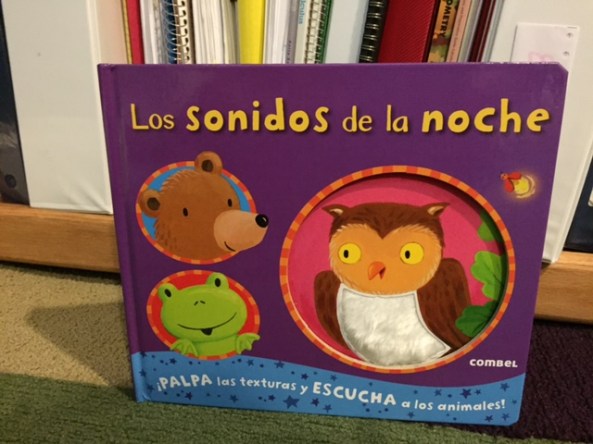 Los sonidos de la noche
COMBEL
¡PALPA las texturas y ESCUCHA a los animales!